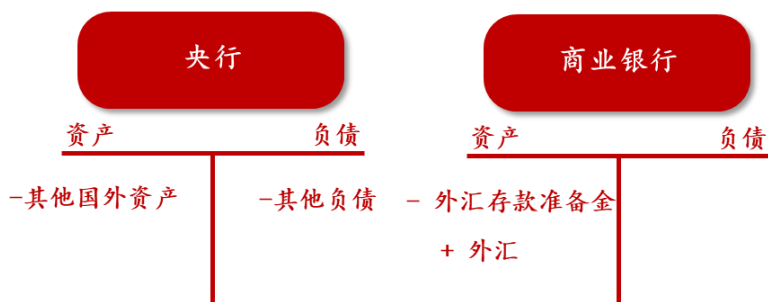 央行
商业银行
资产 负债
资产 负债
-其他国外资产 -其他负债
- 外汇存款准备金
+ 外汇